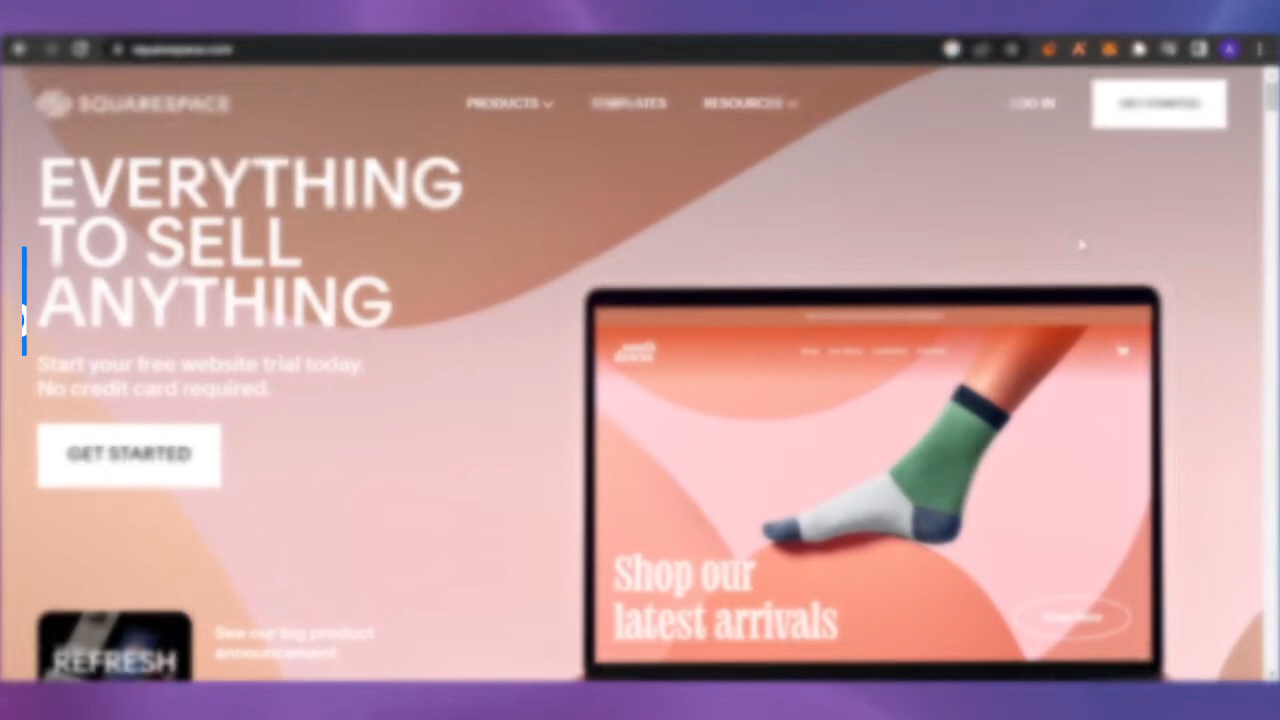 squarespace.com
SQUARESPACE
PRODUCTS
TEMPLATES
RESOURCES
LOG IN
GET STARTED
EVERYTHING
TO SELL
ANYTHING
Start your free website trial today.
No credit card required.
GET STARTED
Shop our
latest arrivals
See our big product
announcement
REFRESH